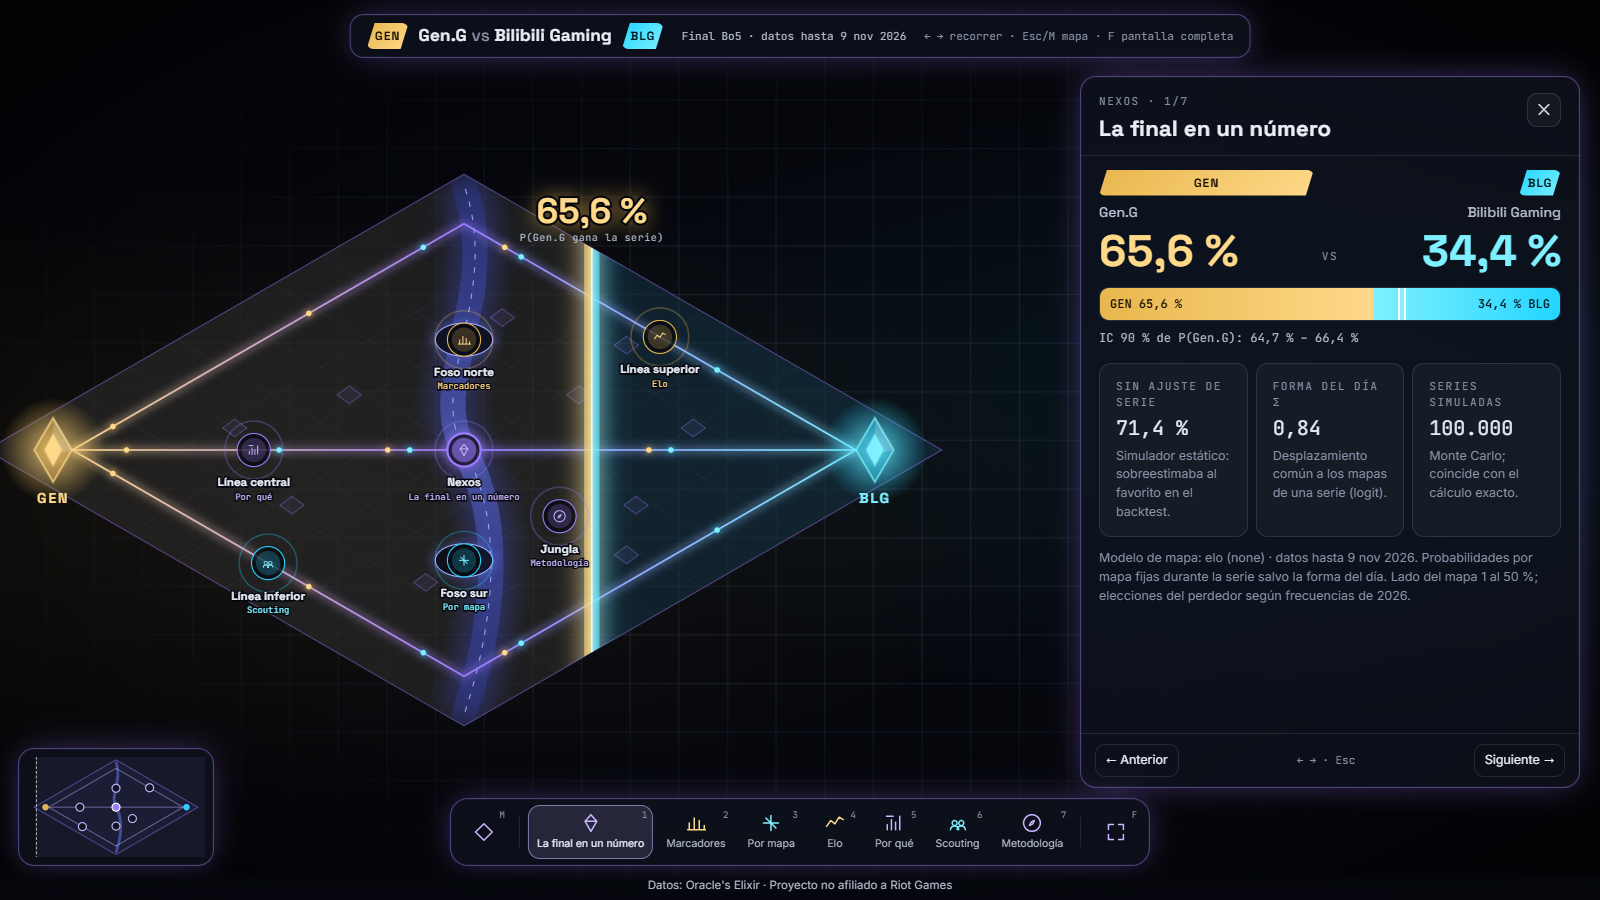 GEN Gen.G vs Bilibili Gaming BLG Final Bo5 · datos hasta 9 nov 2026 ← → recorrer · Esc/M mapa · F pantalla completa
65,6 %
P(Gen.G gana la serie)
Foso norte
Marcadores
Línea superior
Elo
Línea central
Por qué
Nexos
La final en un número
GEN
BLG
Jungla
Metodología
Línea inferior
Scouting
Foso sur
Por mapa
NEXOS · 1/7
La final en un número
GEN BLG
Gen.G Bilibili Gaming
65,6 % VS 34,4 %
GEN 65,6 % 34,4 % BLG
IC 90 % de P(Gen.G): 64,7 % – 66,4 %
SIN AJUSTE DE
SERIE
71,4 %
Simulador estático:
sobreestimaba al
favorito en el
backtest.
FORMA DEL DÍA
Σ
0,84
Desplazamiento
común a los mapas
de una serie (logit).
SERIES
SIMULADAS
100.000
Monte Carlo;
coincide con el
cálculo exacto.
Modelo de mapa: elo (none) · datos hasta 9 nov 2026. Probabilidades por
mapa fijas durante la serie salvo la forma del día. Lado del mapa 1 al 50 %;
elecciones del perdedor según frecuencias de 2026.
← Anterior ← → · Esc Siguiente →
M 1 2 3 4 5 6 7 F
La final en un número Marcadores Por mapa Elo Por qué Scouting Metodología
Datos: Oracle's Elixir · Proyecto no afiliado a Riot Games